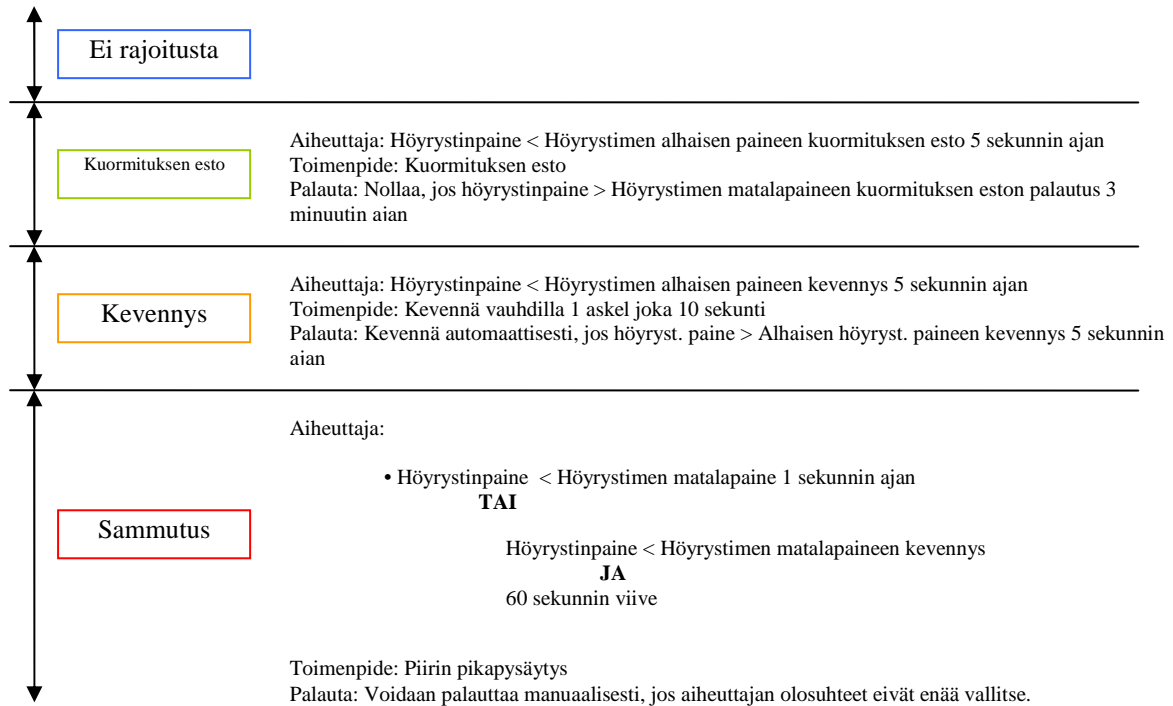 Ei rajoitusta
Kuormituksen esto
Aiheuttaja: Höyrystinpaine < Höyrystimen alhaisen paineen kuormituksen esto 5 sekunnin ajan
Toimenpide: Kuormituksen esto
Palauta: Nollaa, jos höyrystinpaine > Höyrystimen matalapaineen kuormituksen eston palautus 3
minuutin ajan
Kevennys
Aiheuttaja: Höyrystinpaine < Höyrystimen alhaisen paineen kevennys 5 sekunnin ajan
Toimenpide: Kevennä vauhdilla 1 askel joka 10 sekunti
Palauta: Kevennä automaattisesti, jos höyryst. paine > Alhaisen höyryst. paineen kevennys 5 sekunnin
ajan
Sammutus
Aiheuttaja:
• Höyrystinpaine < Höyrystimen matalapaine 1 sekunnin ajan
TAI
Höyrystinpaine < Höyrystimen matalapaineen kevennys
JA
60 sekunnin viive
Toimenpide: Piirin pikapysäytys
Palauta: Voidaan palauttaa manuaalisesti, jos aiheuttajan olosuhteet eivät enää vallitse.